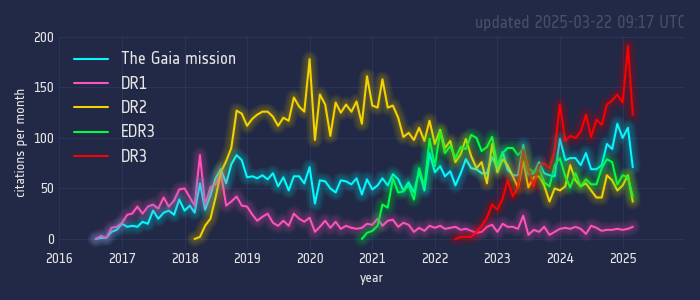 updated 2025-03-22 09:17 UTC
200
150
100
50
0
citations per month
The Gaia mission
DR1
DR2
EDR3
DR3
2016 2017 2018 2019 2020 2021 2022 2023 2024 2025
year